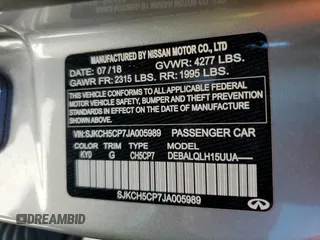 MANUFACTURED BY NISSAN MOTOR CO., LTD
07/18 GVWR: 4277 LBS.
GAWR FR: 2315 LBS. RR: 1995 LBS.
THIS VEHICLE CONFORMS TO ALL APPLICABLE
FEDERAL MOTOR VEHICLE SAFETY, BUMPER,
AND THEFT PREVENTION STANDARDS IN EFFECT
ON THE DATE OF MANUFACTURE SHOWN ABOVE.
VIN:SJKCH5CP7JA005989 PASSENGER CAR
COLOR TRIM MODEL
KY0 G CH5CP7 DEBALQLH15UUA
SJKCH5CP7JA005989
INFINITI
DREAMBID